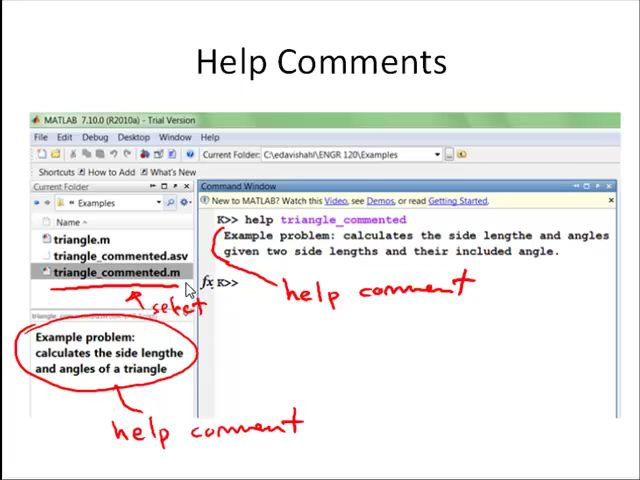 Help Comments
MATLAB 7.10.0 (R2010a) - Trial Version
File Edit Debug Desktop Window Help
Current Folder: C:\edavishahl\ENGR 120\Examples
Shortcuts How to Add What's New
Current Folder
Command Window
Examples
New to MATLAB? Watch this Video, see Demos, or read Getting Started.
Name
triangle.m
triangle_commented.asv
triangle_commented.m
K>> help triangle_commented
Example problem: calculates the side lengthe and angles
given two side lengths and their included angle.
fx K>>
help comment
select
Example problem:
calculates the side lengthe
and angles of a triangle
help comment